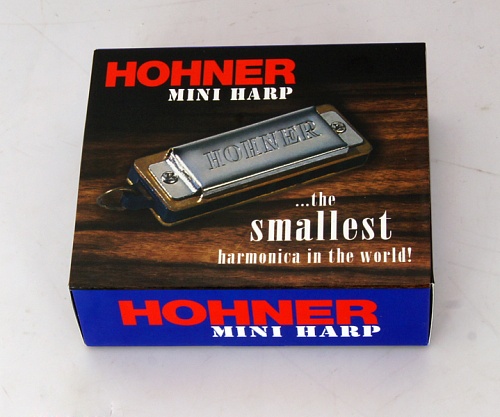 HOHNER
MINI HARP
HOHNER
...the
smallest
harmonica in the world!
HOHNER
MINI HARP